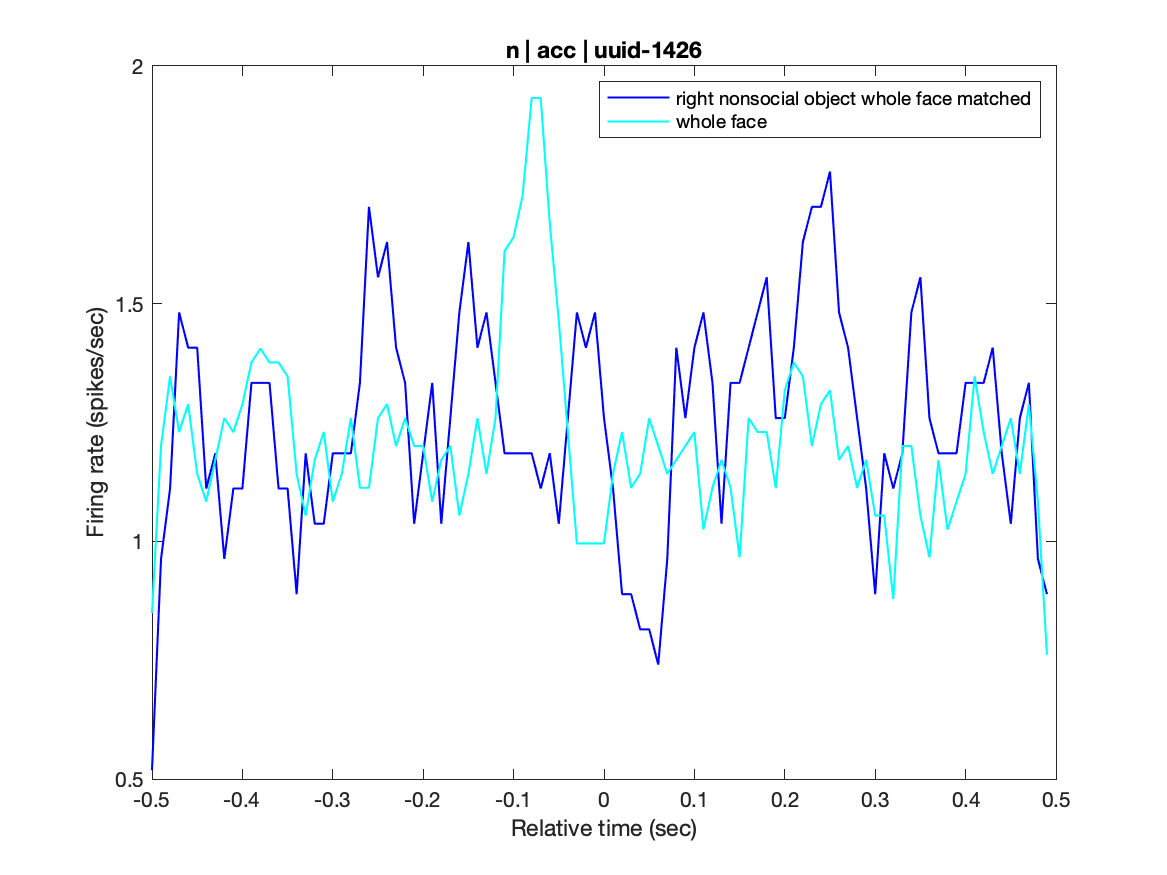 n | acc | uuid-1426
right nonsocial object whole face matched
whole face
Firing rate (spikes/sec)
2
1.5
1
0.5
-0.5 -0.4 -0.3 -0.2 -0.1 0 0.1 0.2 0.3 0.4 0.5
Relative time (sec)